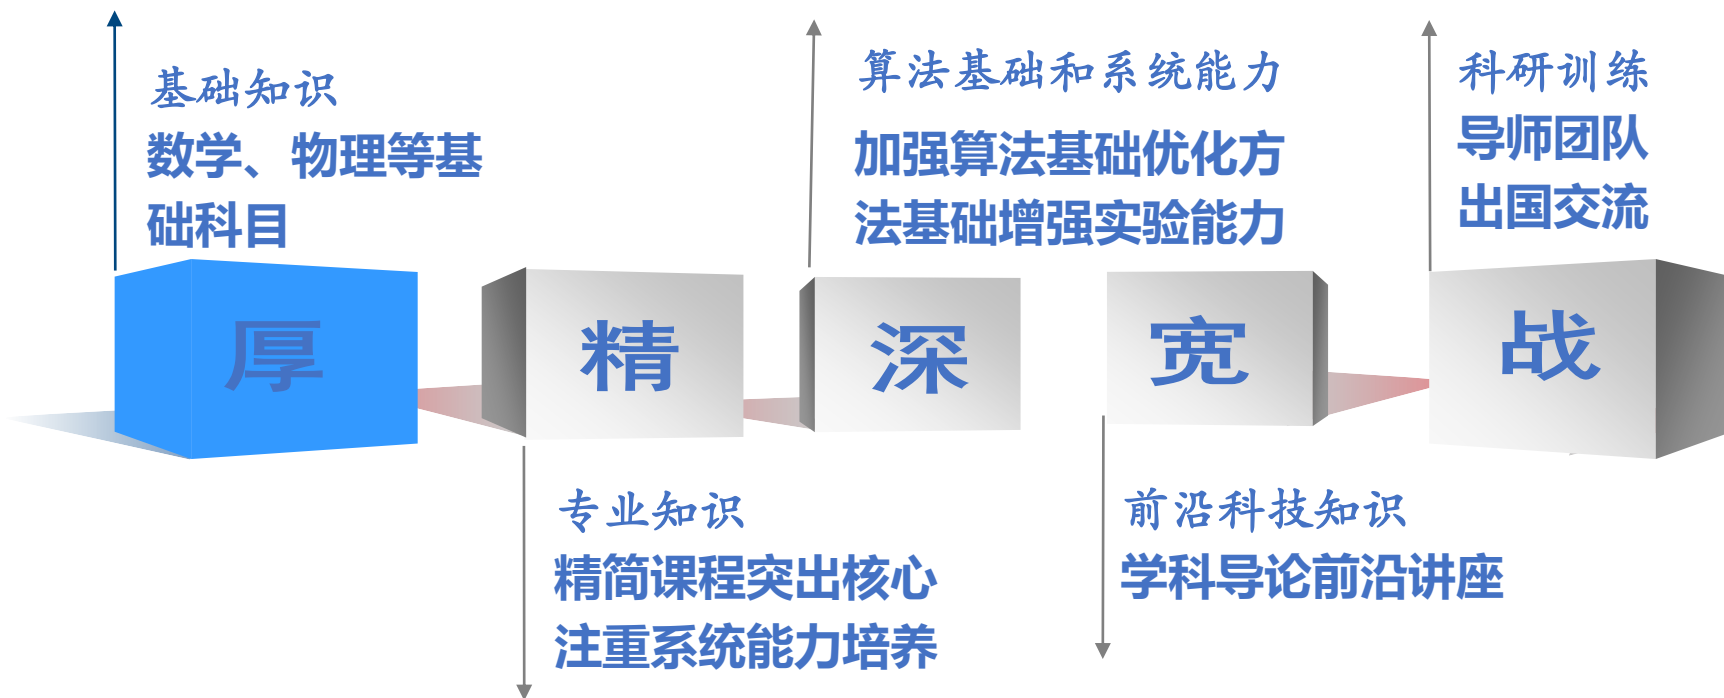 基础知识
数学、物理等基
础科目
算法基础和系统能力
加强算法基础优化方
法基础增强实验能力
科研训练
导师团队
出国交流
厚
精
深
宽
战
专业知识
精简课程突出核心
注重系统能力培养
前沿科技知识
学科导论前沿讲座